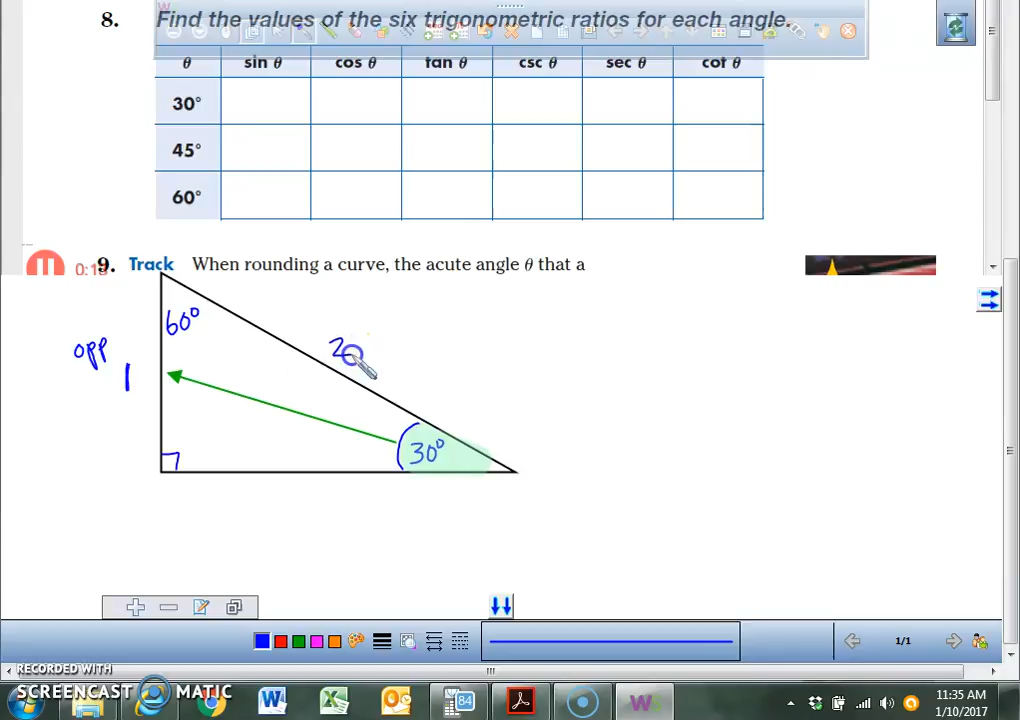 8. Find the values of the six trigonometric ratios for each angle.
θ sin θ cos θ tan θ csc θ sec θ cot θ
30°
45°
60°
9. Track When rounding a curve, the acute angle θ that a
60°
opp
1
2
30°
1/1
RECORDED WITH
SCREENCAST MATIC
84
11:35 AM
1/10/2017